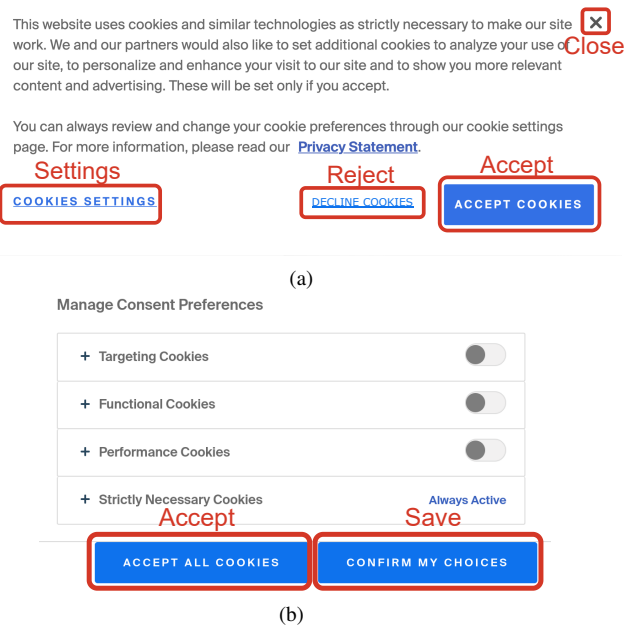 This website uses cookies and similar technologies as strictly necessary to make our site
work. We and our partners would also like to set additional cookies to analyze your use of
our site, to personalize and enhance your visit to our site and to show you more relevant
content and advertising. These will be set only if you accept.
Close
You can always review and change your cookie preferences through our cookie settings
page. For more information, please read our Privacy Statement.
Settings
Reject
Accept
COOKIES SETTINGS
DECLINE COOKIES
ACCEPT COOKIES
(a)
Manage Consent Preferences
+ Targeting Cookies
+ Functional Cookies
+ Performance Cookies
+ Strictly Necessary Cookies Always Active
Accept
Save
ACCEPT ALL COOKIES
CONFIRM MY CHOICES
(b)